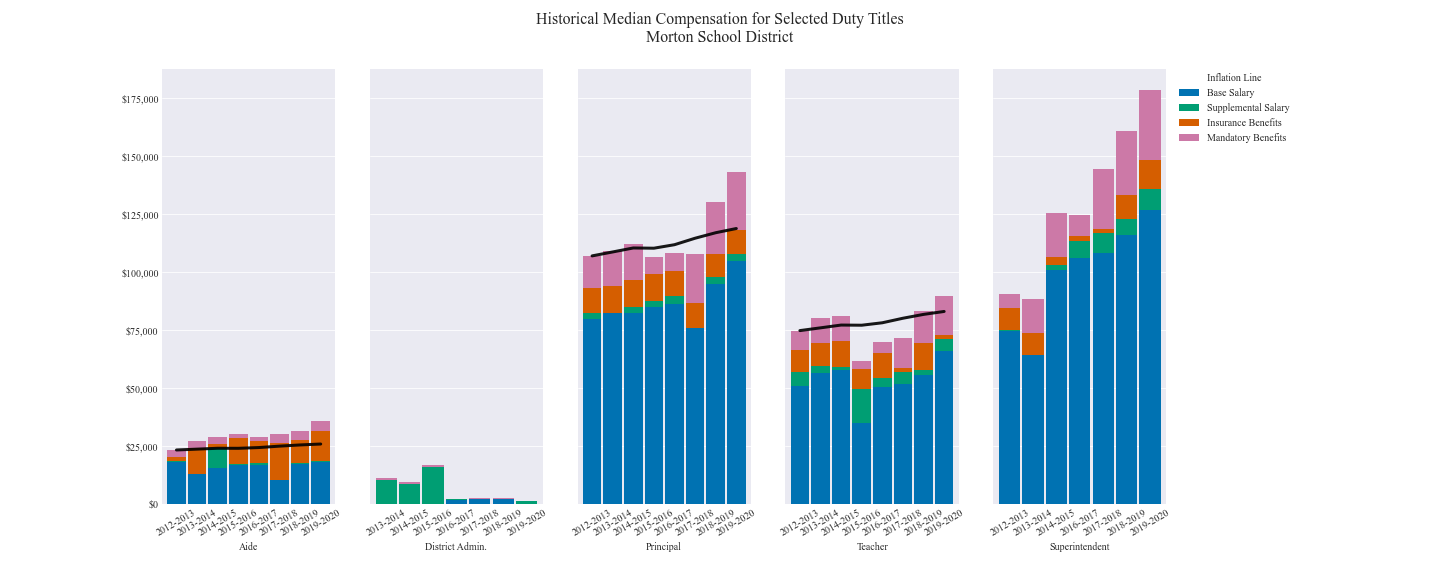 Historical Median Compensation for Selected Duty Titles
Morton School District
Inflation Line
Base Salary
Supplemental Salary
Insurance Benefits
Mandatory Benefits
$175,000
$150,000
$125,000
$100,000
$75,000
$50,000
$25,000
$0
2012-2013 2013-2014 2014-2015 2015-2016 2016-2017 2017-2018 2018-2019 2019-2020
Aide
2013-2014 2014-2015 2015-2016 2016-2017 2017-2018 2018-2019 2019-2020
District Admin.
2012-2013 2013-2014 2014-2015 2015-2016 2016-2017 2017-2018 2018-2019 2019-2020
Principal
2012-2013 2013-2014 2014-2015 2015-2016 2016-2017 2017-2018 2018-2019 2019-2020
Teacher
2012-2013 2013-2014 2014-2015 2016-2017 2017-2018 2018-2019 2019-2020
Superintendent